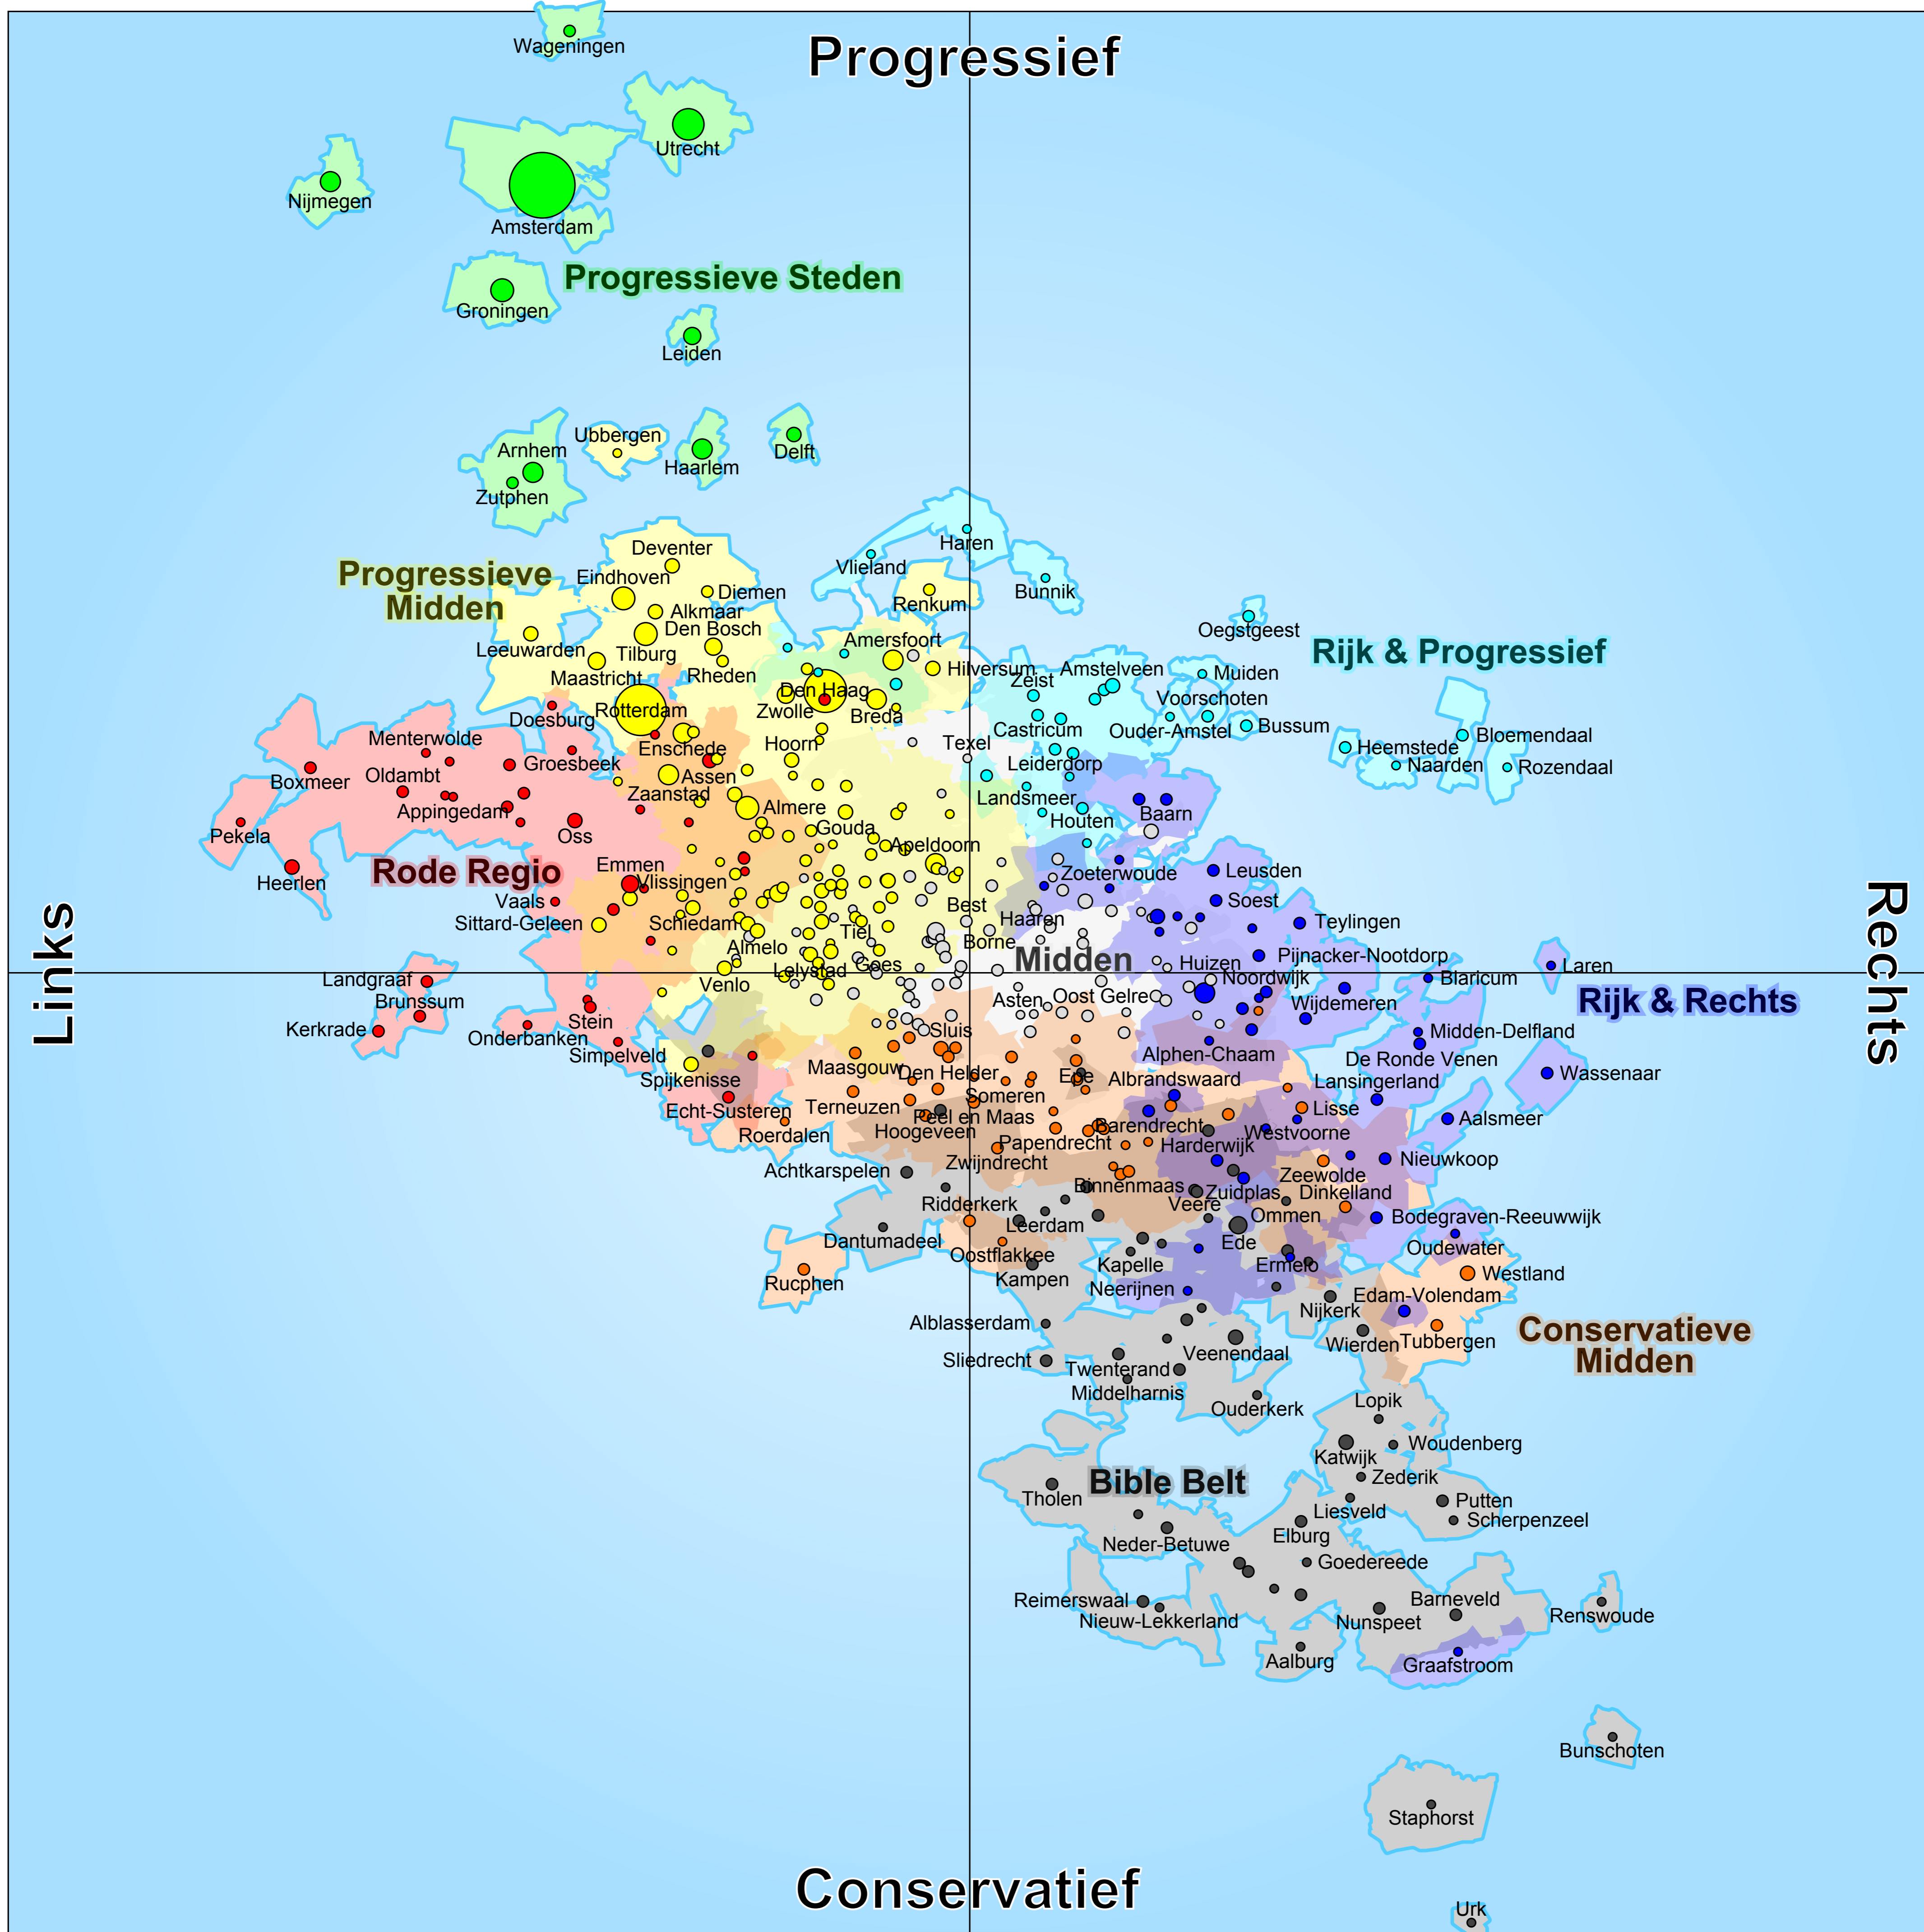 Wageningen
Progressief
Utrecht
Nijmegen
Amsterdam
Progressieve Steden
Groningen
Leiden
Ubbergen
Arnhem
Delft
Haarlem
Zutphen
Haren
Deventer
Vlieland
Progressieve
Midden
Eindhoven
Diemen
Bunnik
Renkum
Alkmaar
Den Bosch
Oegstgeest
Amersfoort
Leeuwarden
Tilburg
Rijk & Progressief
Hilversum
Amstelveen
Muiden
Maastricht
Rheden
Zeist
Den Haag
Voorschoten
Doesburg
Rotterdam
Zwolle
Breda
Castricum
Ouder-Amstel
Bussum
Bloemendaal
Menterwolde
Enschede
Hoorn
Texel
Heemstede
Groesbeek
Leiderdorp
Naarden
Rozendaal
Boxmeer
Oldambt
Assen
Zaanstad
Landsmeer
Appingedam
Almere
Baarn
Pekela
Oss
Gouda
Houten
Apeldoorn
Rode Regio
Emmen
Zoeterwoude
Leusden
Heerlen
Vlissingen
Vaals
Best
Soest
Sittard-Geleen
Schiedam
Haaren
Teylingen
Links
Rechts
Tiel
Almelo
Borne
Midden
Pijnacker-Nootdorp
Huizen
Landgraaf
Venlo
Lelystad
Goes
Noordwijk
Blaricum
Laren
Brunssum
Asten
Oost Gelre
Wijdemeren
Rijk & Rechts
Kerkrade
Onderbanken
Stein
Sluis
Midden-Delfland
Simpelveld
Alphen-Chaam
De Ronde Venen
Maasgouw
Den Helder
Epe
Albrandswaard
Lansingerland
Wassenaar
Spijkenisse
Echt-Susteren
Terneuzen
Someren
Lisse
Peel en Maas
Aalsmeer
Roerdalen
Hoogeveen
Barendrecht
Westvoorne
Papendrecht
Harderwijk
Zwijndrecht
Nieuwkoop
Achtkarspelen
Zeewolde
Binnenmaas
Zuidplas
Dinkelland
Ridderkerk
Veere
Leerdam
Ommen
Bodegraven-Reeuwwijk
Dantumadeel
Ede
Oudewater
Oostflakkee
Kapelle
Ermelo
Rucphen
Kampen
Westland
Neerijnen
Edam-Volendam
Nijkerk
Alblasserdam
Conservatieve
Midden
Wierden
Tubbergen
Sliedrecht
Veenendaal
Twenterand
Middelharnis
Ouderkerk
Lopik
Katwijk
Woudenberg
Bible Belt
Zederik
Tholen
Liesveld
Putten
Scherpenzeel
Elburg
Neder-Betuwe
Goedereede
Reimerswaal
Barneveld
Nieuw-Lekkerland
Nunspeet
Renswoude
Aalburg
Graafstroom
Bunschoten
Staphorst
Conservatief
Urk